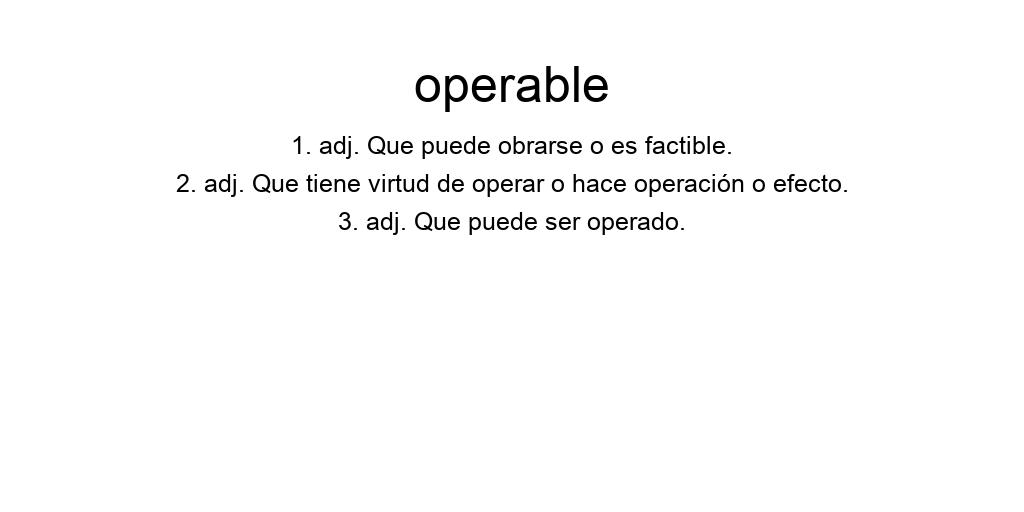 operable
1. adj. Que puede obrarse o es factible.
2. adj. Que tiene virtud de operar o hace operación o efecto.
3. adj. Que puede ser operado.